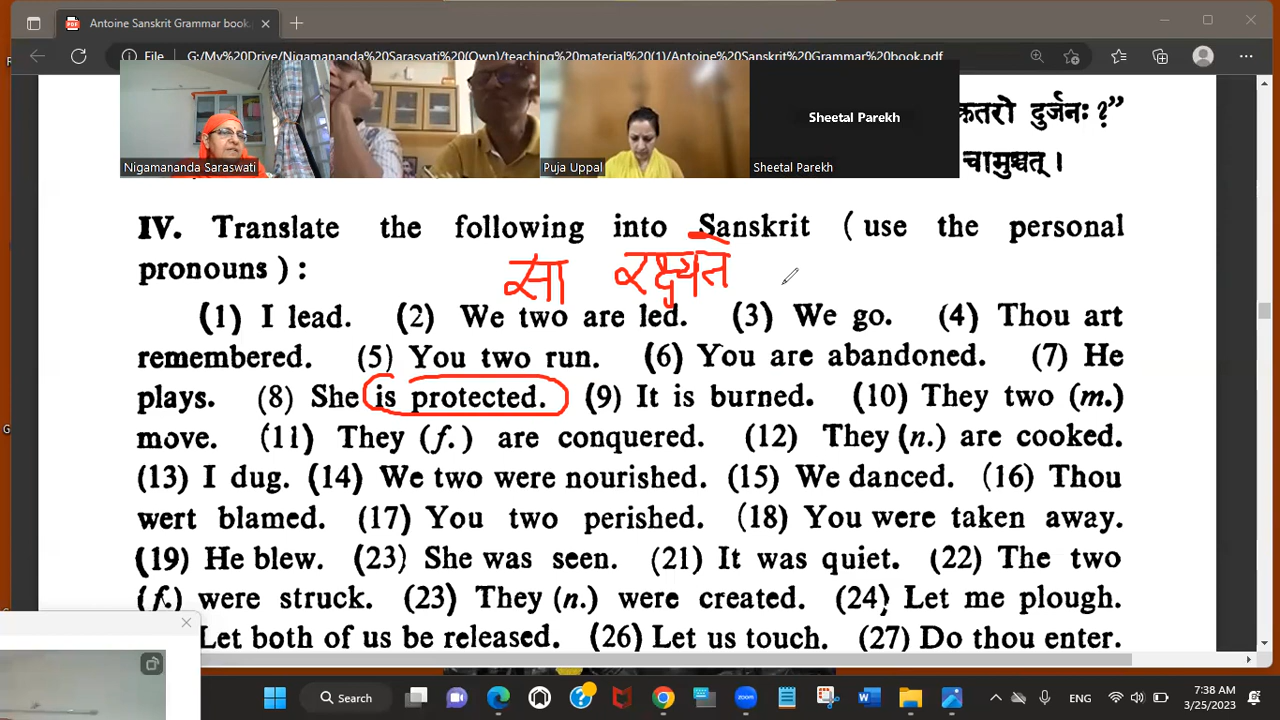 Antoine Sanskrit Grammar book.
File G:/My%20Drive/Nigamananda%20Sarasvati%20(Own)/teaching%20material%20(1)/Antoine%20Sanskrit%20Grammar%20book.pdf
Nigamananda Saraswati
Puja Uppal
Sheetal Parekh
Sheetal Parekh
क्रतरो दुर्जनः?”
चामुञ्चत् ।
IV. Translate the following into Sanskrit ( use the personal
pronouns ) :
सा रक्ष्यते
(1) I lead. (2) We two are led. (3) We go. (4) Thou art
remembered. (5) You two run. (6) You are abandoned. (7) He
plays. (8) She is protected. (9) It is burned. (10) They two (m.)
move. (11) They (f.) are conquered. (12) They (n.) are cooked.
(13) I dug. (14) We two were nourished. (15) We danced. (16) Thou
wert blamed. (17) You two perished. (18) You were taken away.
(19) He blew. (23) She was seen. (21) It was quiet. (22) The two
(f.) were struck. (23) They (n.) were created. (24) Let me plough.
Let both of us be released. (26) Let us touch. (27) Do thou enter.
Search
ENG
7:38 AM
3/25/2023